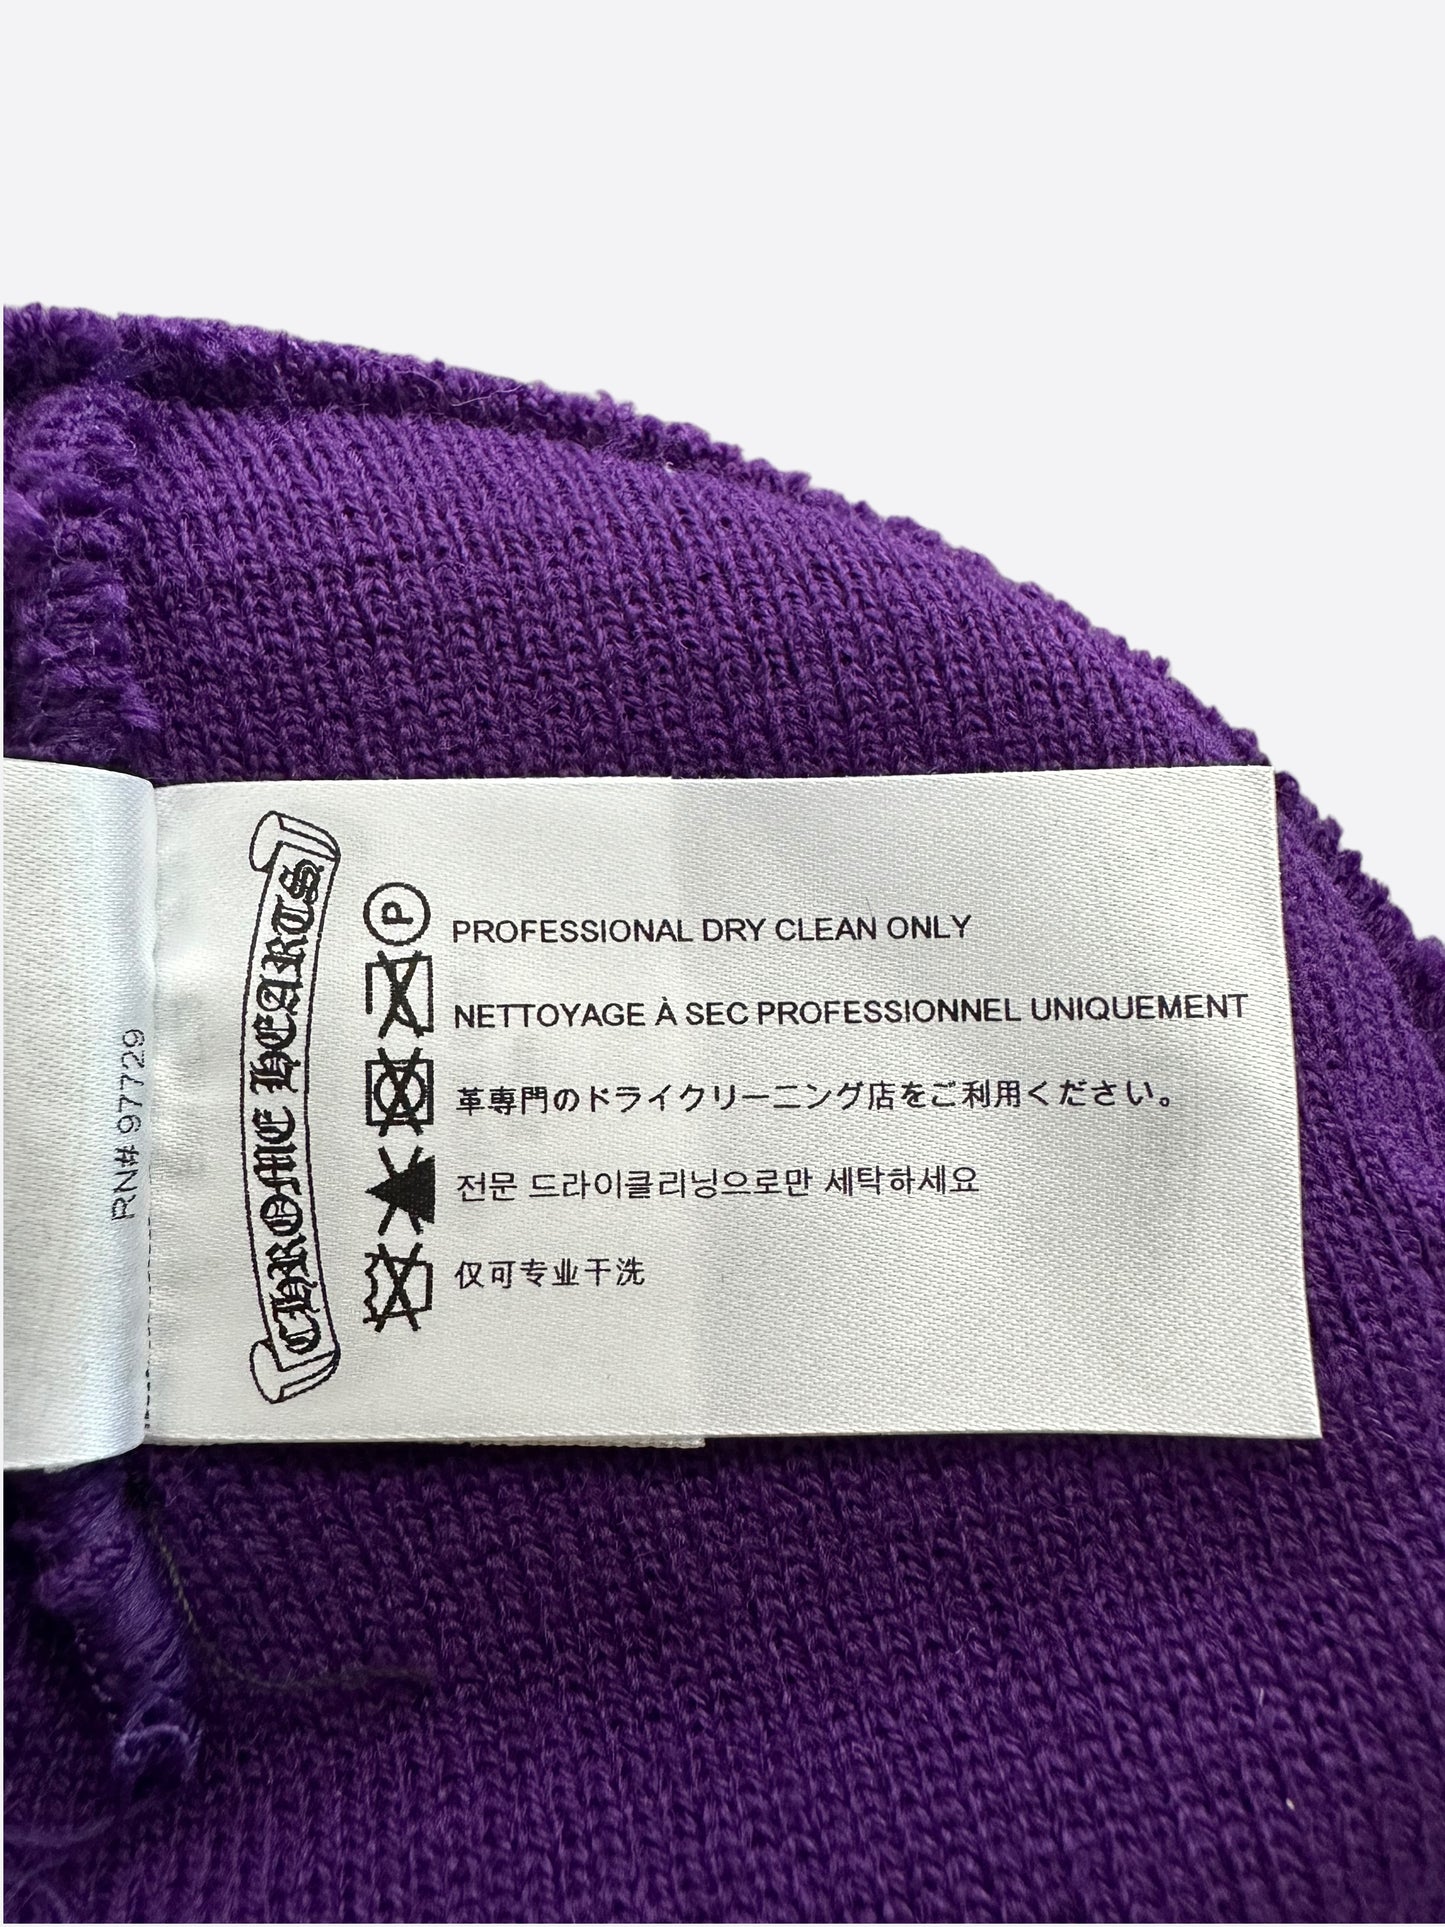 RN# 97729
CHROME HEARTS
P
PROFESSIONAL DRY CLEAN ONLY
NETTOYAGE À SEC PROFESSIONNEL UNIQUEMENT
革専門のドライクリーニング店をご利用ください。
전문 드라이클리닝으로만 세탁하세요
仅可专业干洗